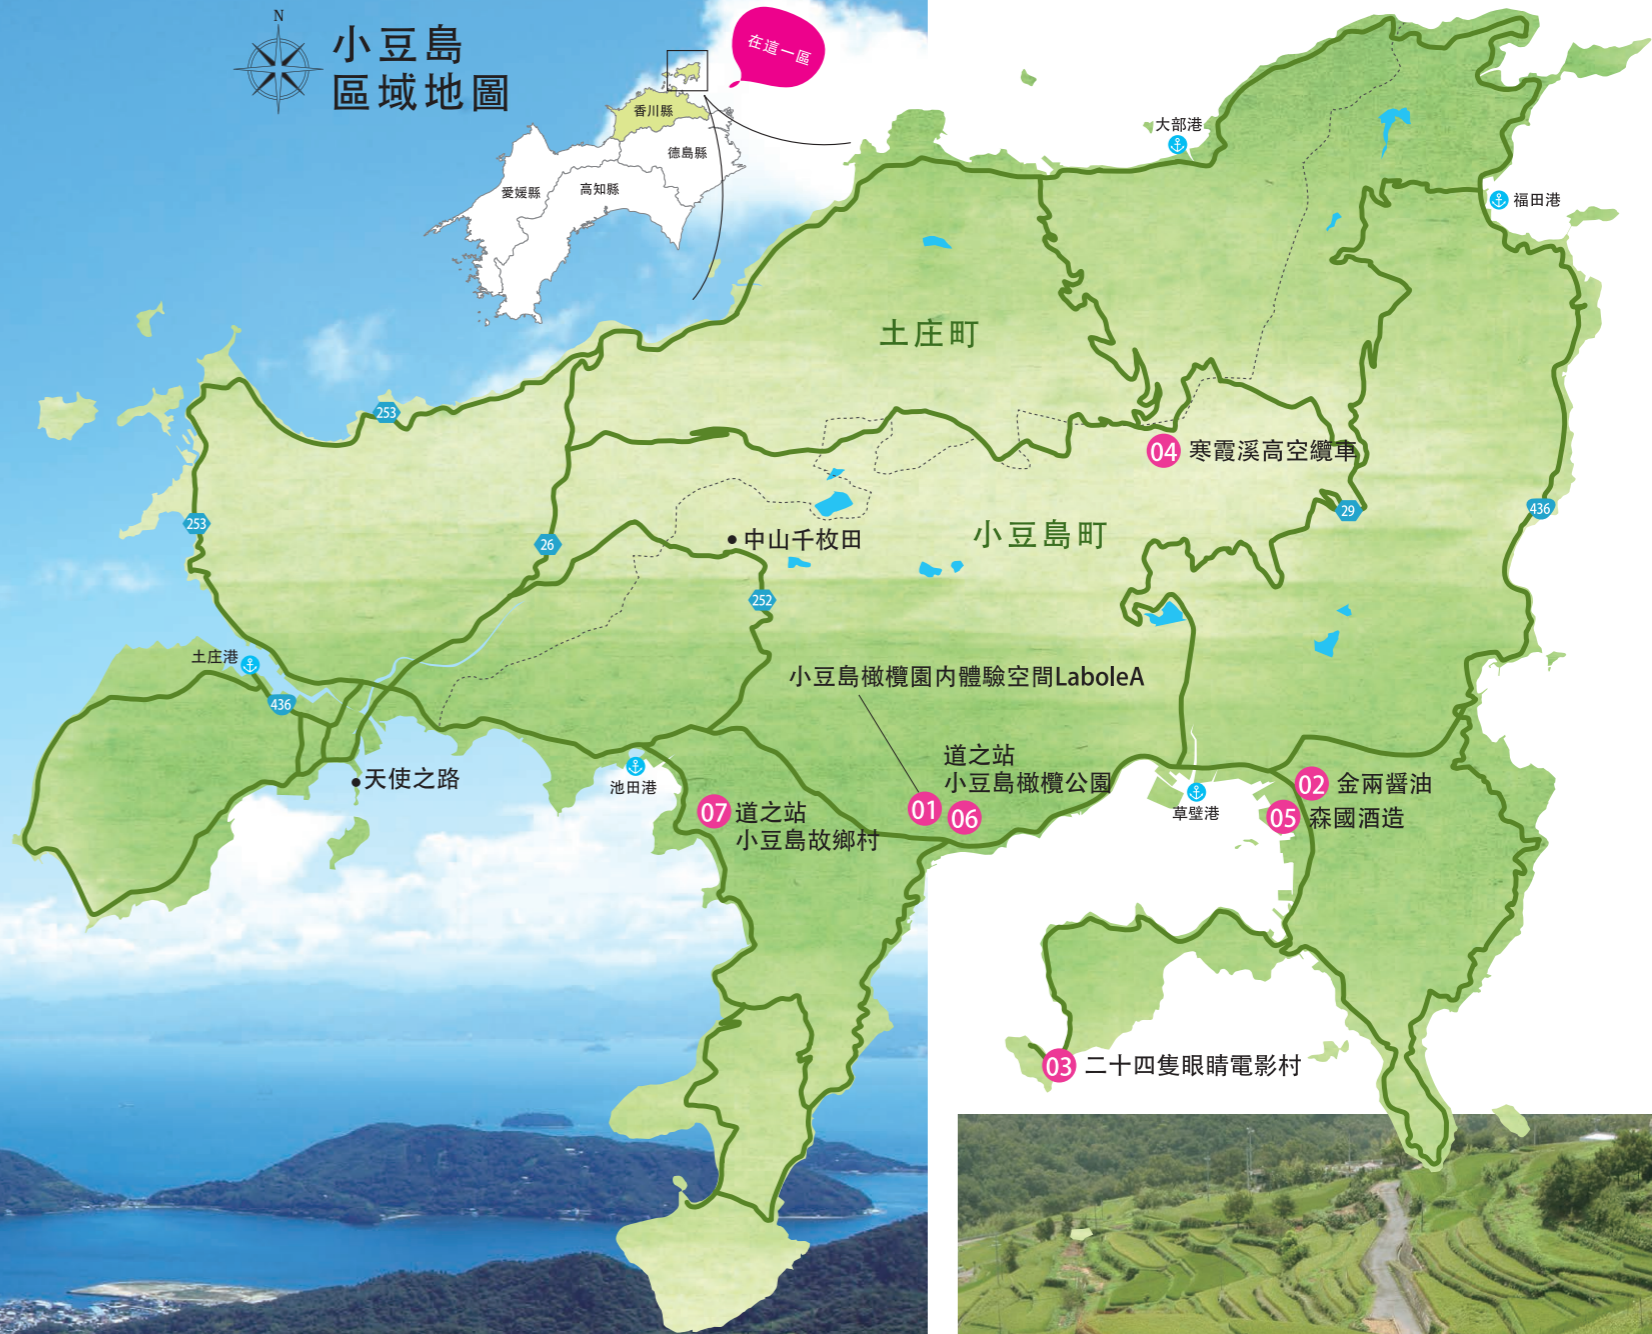 N
小豆島
區域地圖
在這一區
香川縣
德島縣
愛媛縣
高知縣
大部港
福田港
土庄町
253
04 寒霞溪高空纜車
253
26
中山千枚田
小豆島町
29
436
252
土庄港
436
小豆島橄欖園内體驗空間LaboleA
道之站
小豆島橄欖公園
天使之路
池田港
01
06
草壁港
02 金兩醤油
05 森國酒造
07 道之站
小豆島故鄉村
03 二十四隻眼睛電影村